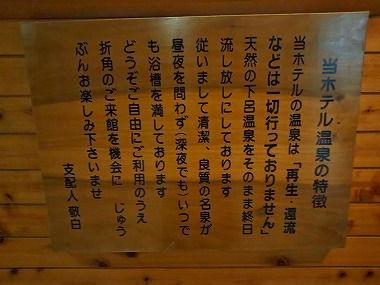 当ホテル温泉の特徴
当ホテルの温泉は「再生・還流
などは一切行っておりません」
天然の下呂温泉をそのまま終日
流し放しにしております
従いまして清潔、良質の名泉が
昼夜を問わず(深夜でも)いつで
も浴槽を満しております
どうぞご自由にご利用のうえ
折角のご来館を機会に じゅう
ぶんお楽しみ下さいませ
支配人 敬白